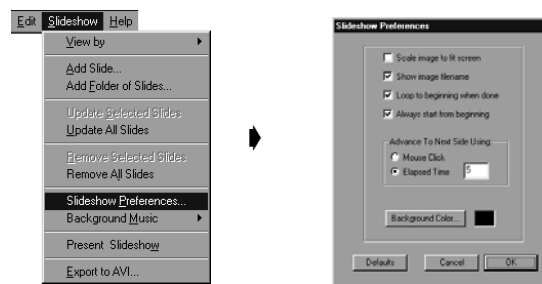 Edit Slideshow Help
View by
Add Slide...
Add Folder of Slides...
Update Selected Slides
Update All Slides
Remove Selected Slides
Remove All Slides
Slideshow Preferences...
Background Music
Present Slideshow
Export to AVI...
Slideshow Preferences
Scale image to fit screen
Show image filename
Loop to beginning when done
Always start from beginning
Advance To Next Side Using:
Mouse Click
Elapsed Time 5
Background Color...
Defaults Cancel OK